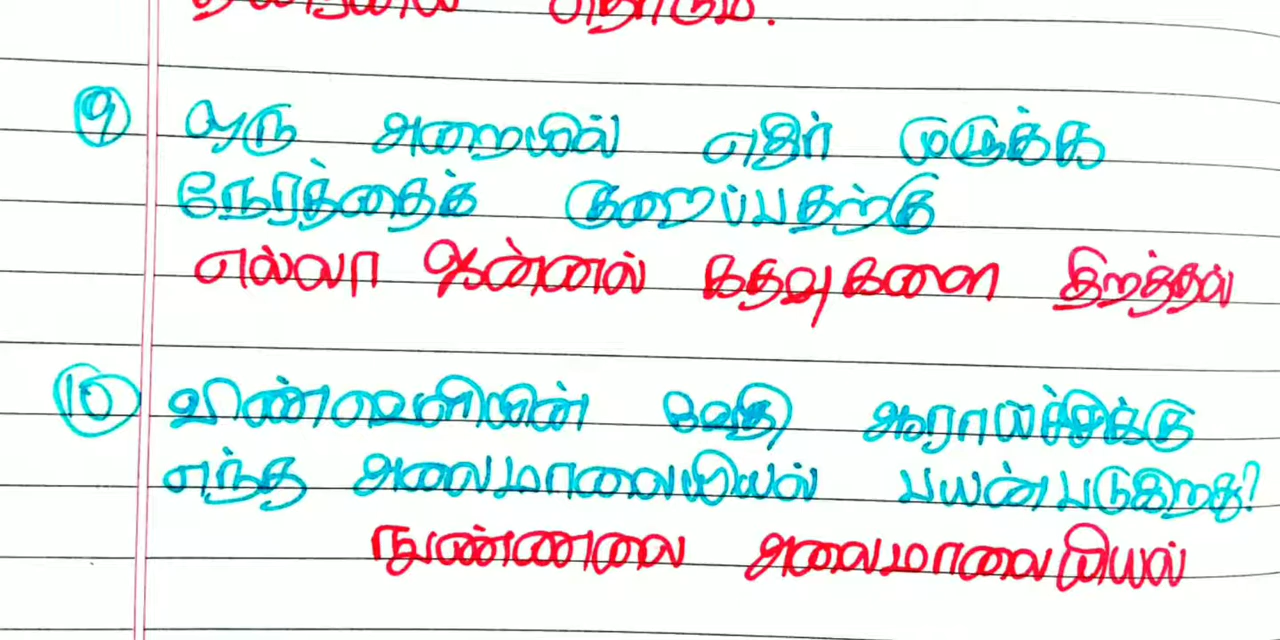 9 ஒரு அறையில் எதிர் முழக்க
நேரத்தைக் குறைப்பதற்கு
எல்லா ஜன்னல் கதவுகளை திறத்தல்
10 விண்வெளியின் வேதி ஆராய்ச்சிக்கு
எந்த அலைமாலையியல் பயன்படுகிறது?
நுண்ணலை அலைமாலையியல்